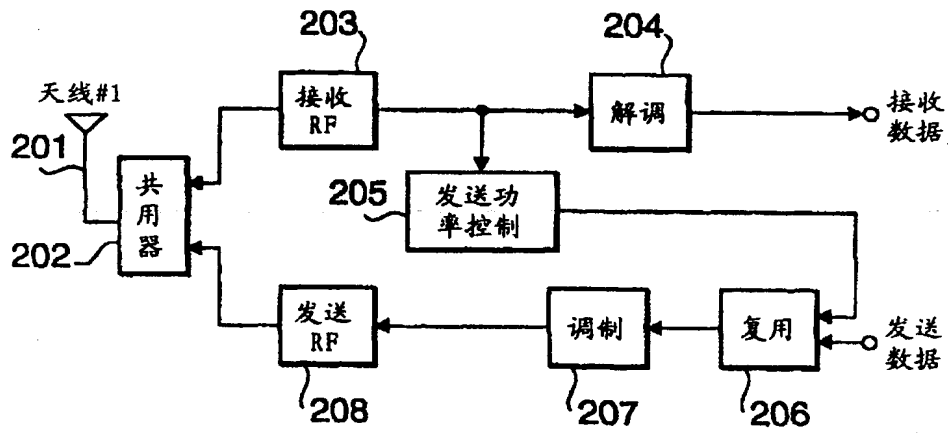 203
204
天线#1
接收
RF
解调
接收
数据
201
共
用
器
205
发送功
率控制
202
发送
RF
调制
复用
发送
数据
208
207
206